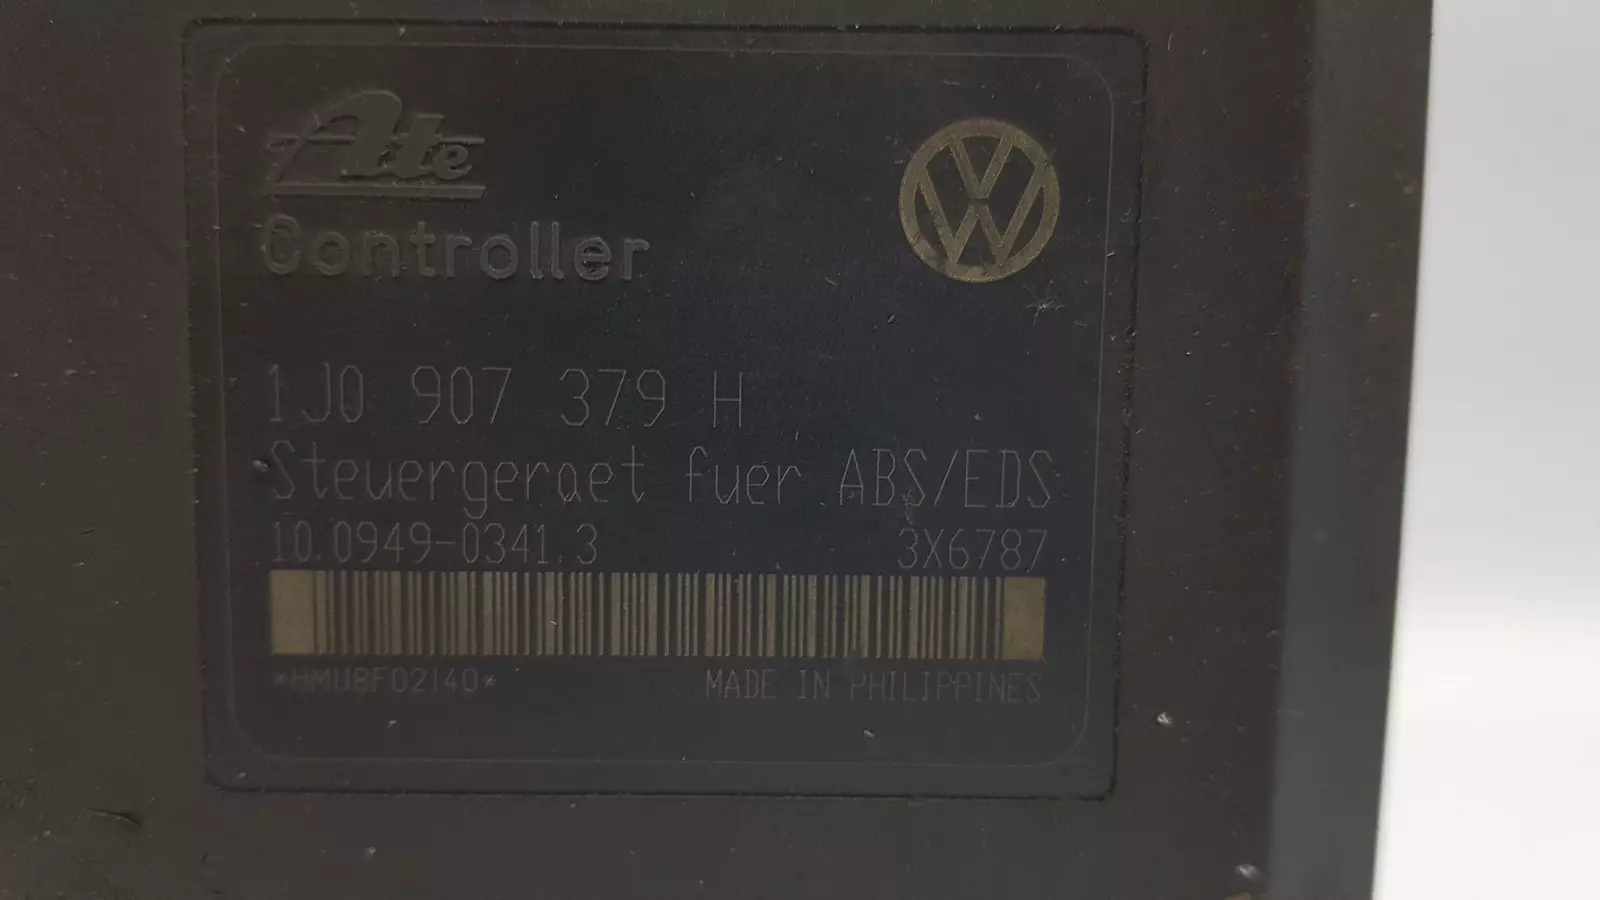 Ate
Controller
1J0 907 379 H
Steuergeraet fuer ABS/EDS
10.0949-0341.3 3X6787
*HMU8F02140*
MADE IN PHILIPPINES